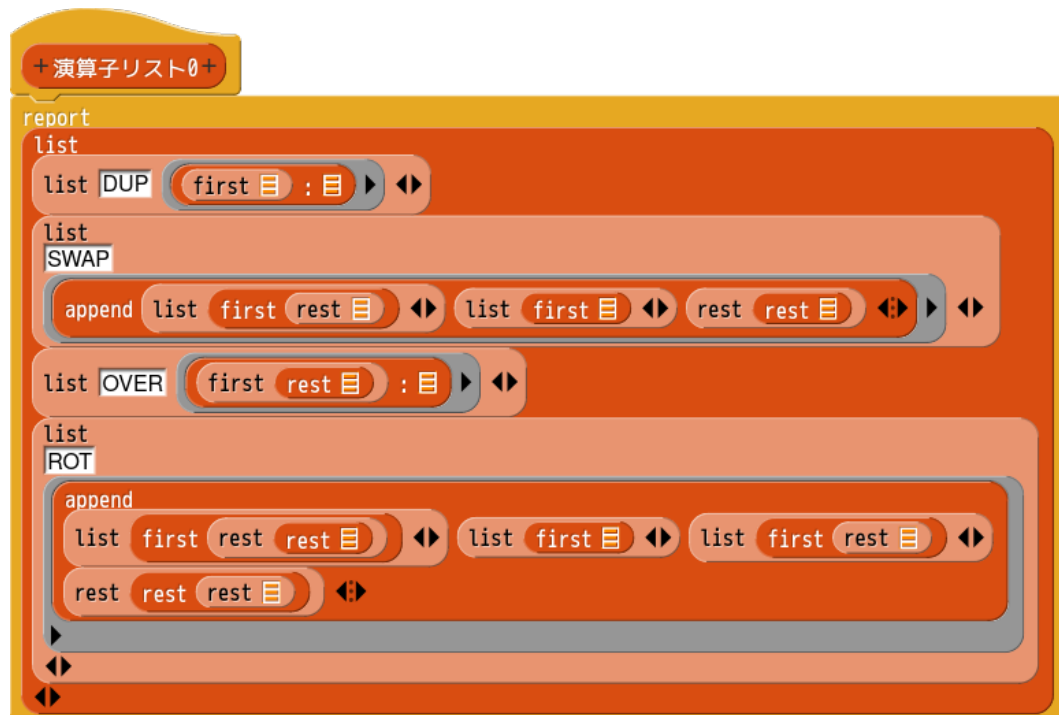 +演算子リスト0+
report
list
list DUP first :
list
SWAP
append list first rest list first rest rest
list OVER first rest :
list
ROT
append
list first rest rest list first list first rest
rest rest rest